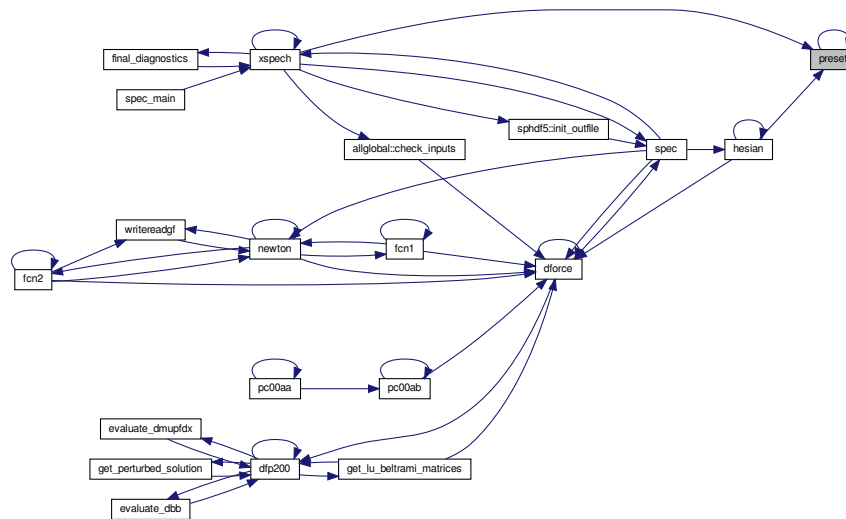 final_diagnostics
xspech
preset
spec_main
sphdf5::init_outfile
allglobal::check_inputs
spec
hesian
writereadgf
newton
fcn1
fcn2
dforce
pc00aa
pc00ab
evaluate_dmupfdx
get_perturbed_solution
dfp200
get_lu_beltrami_matrices
evaluate_dbb